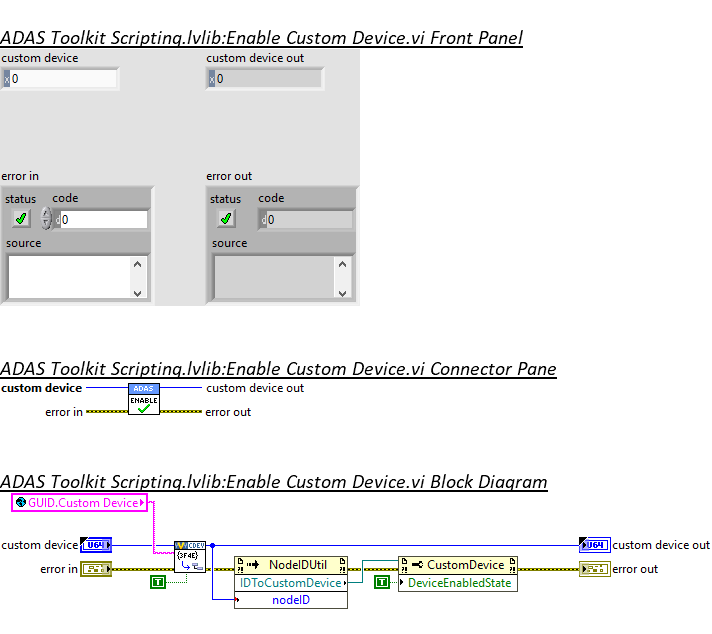 ADAS Toolkit Scripting.lvlib:Enable Custom Device.vi Front Panel
custom device
custom device out
x 0
x 0
error in
error out
status code
status code
d 0
d 0
source
source
ADAS Toolkit Scripting.lvlib:Enable Custom Device.vi Connector Pane
custom device
ADAS
custom device out
ENABLE
error in
error out
ADAS Toolkit Scripting.lvlib:Enable Custom Device.vi Block Diagram
GUID.Custom Device
custom device
U64
CDEV
U64
custom device out
{3F4E}
error in
NodeIDUtil
CustomDevice
error out
T
IDToCustomDevice
T
DeviceEnabledState
nodeID